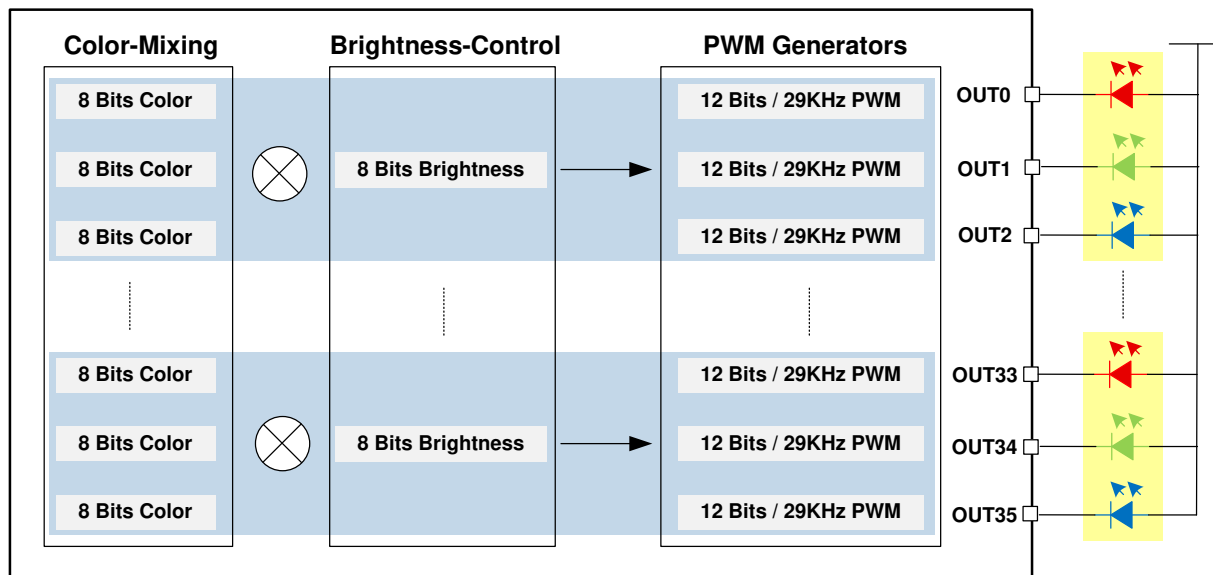 Color-Mixing
Brightness-Control
PWM Generators
8 Bits Color
12 Bits / 29KHz PWM
OUT0
8 Bits Color
8 Bits Brightness
12 Bits / 29KHz PWM
OUT1
8 Bits Color
12 Bits / 29KHz PWM
OUT2
8 Bits Color
12 Bits / 29KHz PWM
OUT33
8 Bits Color
8 Bits Brightness
12 Bits / 29KHz PWM
OUT34
8 Bits Color
12 Bits / 29KHz PWM
OUT35